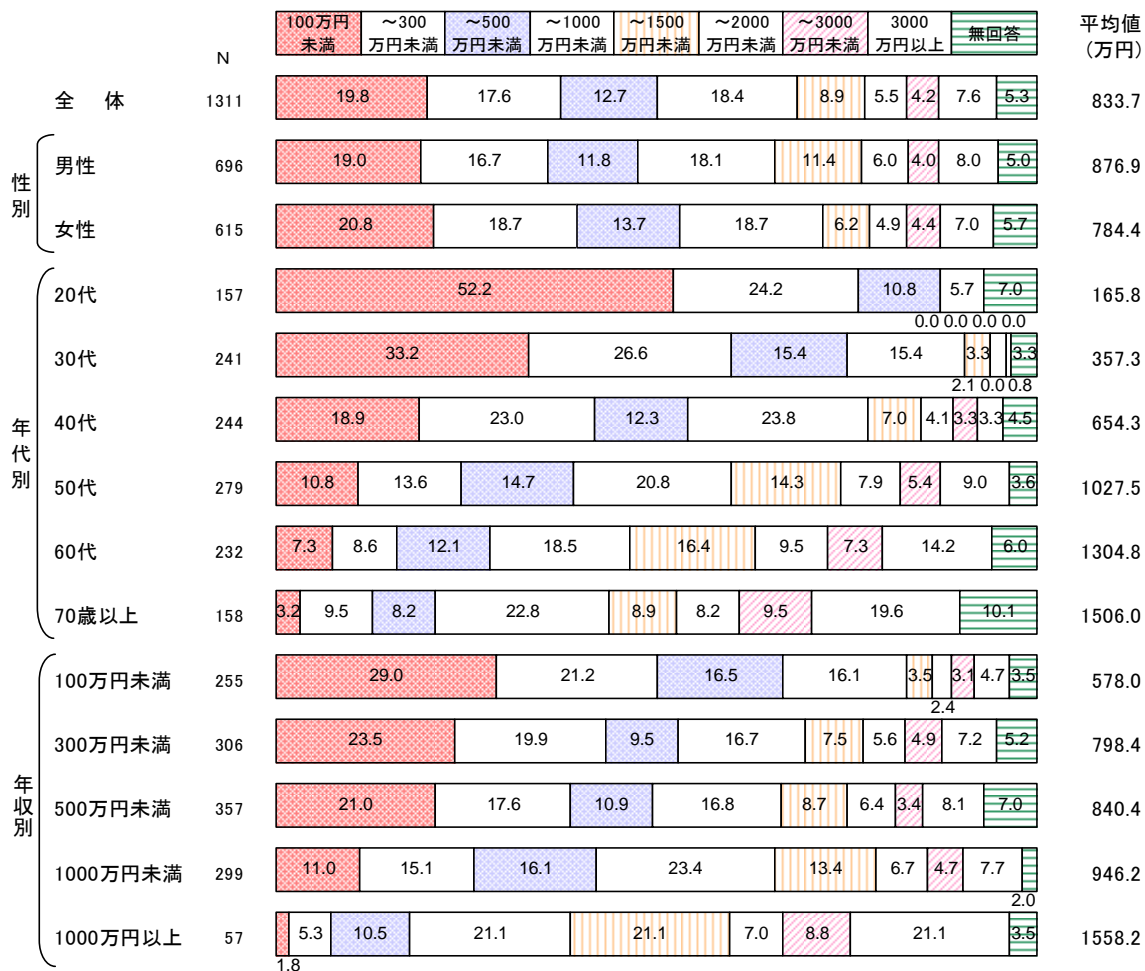 100万円未満 ～300万円未満 ～500万円未満 ～1000万円未満 ～1500万円未満 ～2000万円未満 ～3000万円未満 3000万円以上 無回答 平均値(万円)
N
全 体 1311 19.8 17.6 12.7 18.4 8.9 5.5 4.2 7.6 5.3 833.7
性別
男性 696 19.0 16.7 11.8 18.1 11.4 6.0 4.0 8.0 5.0 876.9
女性 615 20.8 18.7 13.7 18.7 6.2 4.9 4.4 7.0 5.7 784.4
年代別
20代 157 52.2 24.2 10.8 5.7 7.0 165.8
0.0 0.0 0.0 0.0
30代 241 33.2 26.6 15.4 15.4 3.3 3.3 357.3
2.1 0.0 0.8
40代 244 18.9 23.0 12.3 23.8 7.0 4.1 3.3 3.3 4.5 654.3
50代 279 10.8 13.6 14.7 20.8 14.3 7.9 5.4 9.0 3.6 1027.5
60代 232 7.3 8.6 12.1 18.5 16.4 9.5 7.3 14.2 6.0 1304.8
70歳以上 158 3.2 9.5 8.2 22.8 8.9 8.2 9.5 19.6 10.1 1506.0
年収別
100万円未満 255 29.0 21.2 16.5 16.1 3.5 3.1 4.7 3.5 578.0
2.4
300万円未満 306 23.5 19.9 9.5 16.7 7.5 5.6 4.9 7.2 5.2 798.4
500万円未満 357 21.0 17.6 10.9 16.8 8.7 6.4 3.4 8.1 7.0 840.4
1000万円未満 299 11.0 15.1 16.1 23.4 13.4 6.7 4.7 7.7 946.2
2.0
1000万円以上 57 5.3 10.5 21.1 21.1 7.0 8.8 21.1 3.5 1558.2
1.8